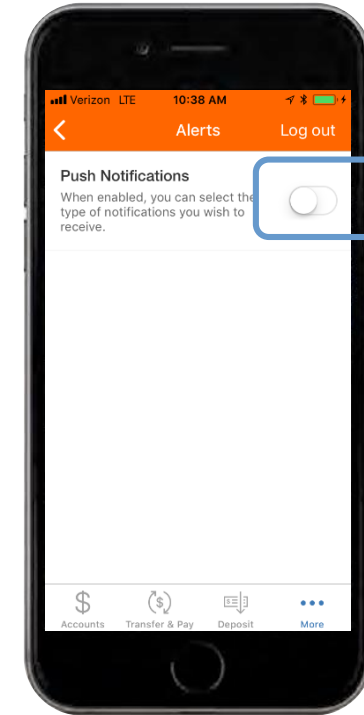 Verizon LTE 10:38 AM
Alerts Log out
Push Notifications
When enabled, you can select the
type of notifications you wish to
receive.
$ $
Accounts Transfer & Pay Deposit More